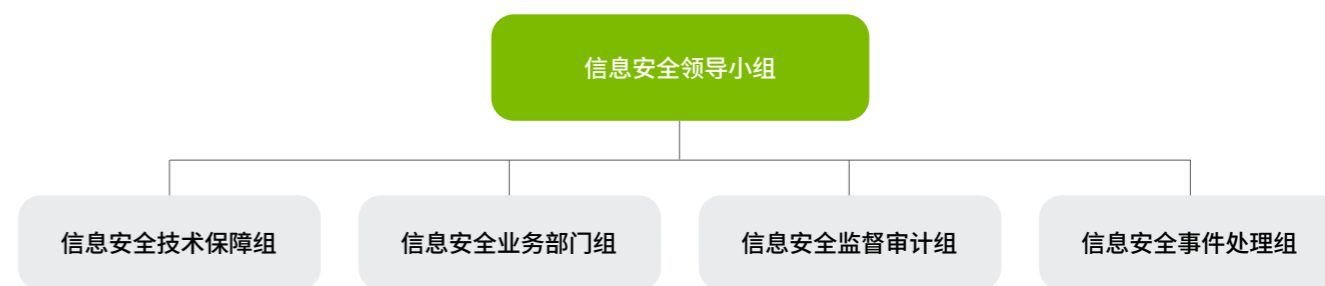 信息安全领导小组
信息安全技术保障组
信息安全业务部门组
信息安全监督审计组
信息安全事件处理组